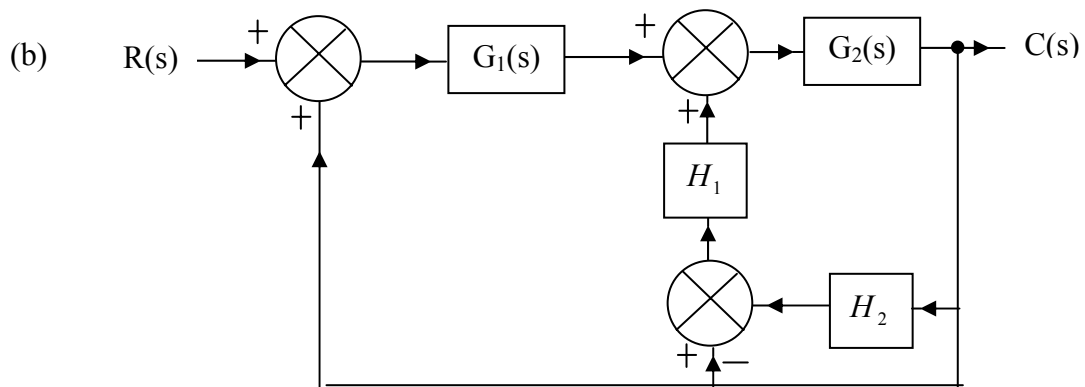 (b) R(s) + + G₁(s) + + G₂(s) C(s)
H₁
H₂
+ −